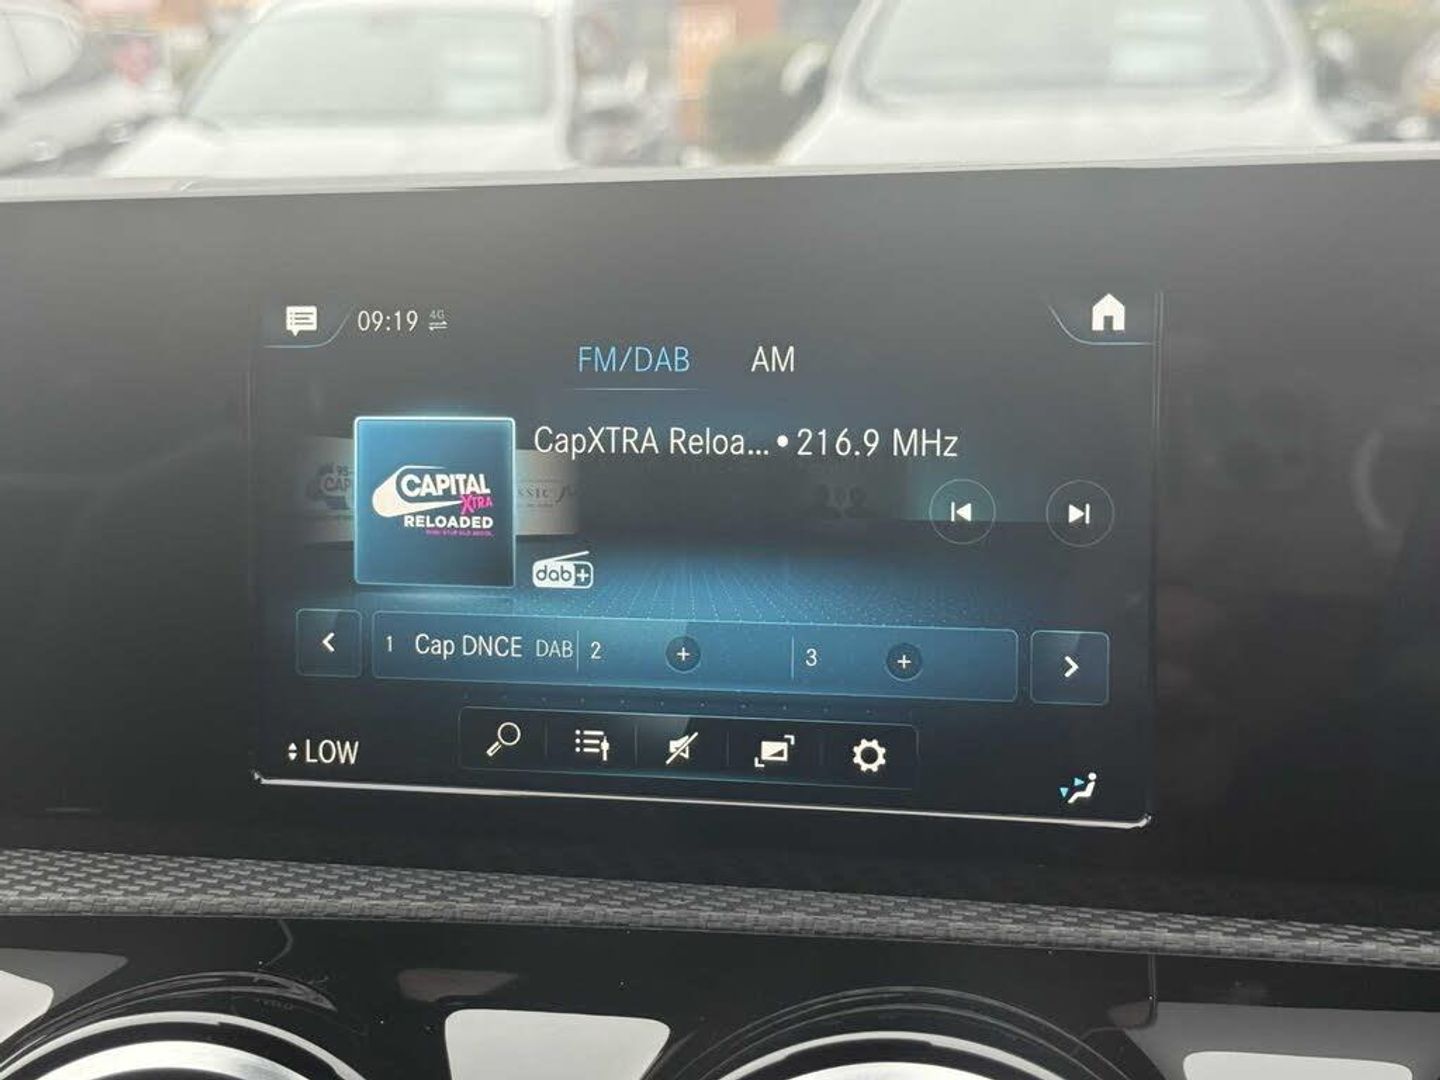 09:19 4G
FM/DAB AM
CapXTRA Reloa... • 216.9 MHz
CAPITAL
XTRA
RELOADED
dab+
1 Cap DNCE DAB 2 + 3 +
LOW